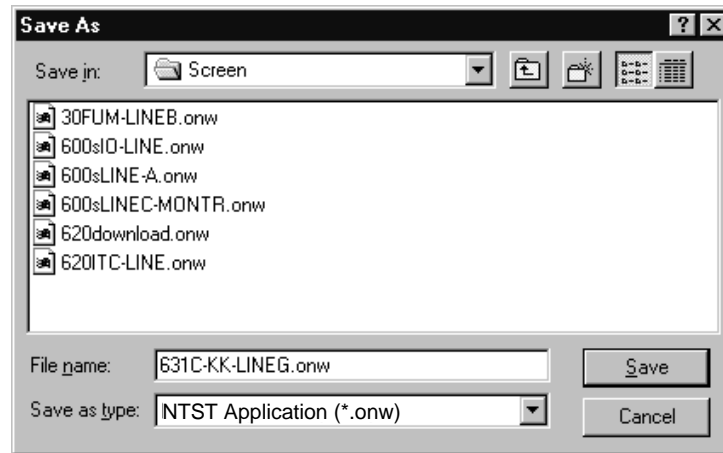 Save As
Save in: Screen
30FUM-LINEB.onw
600sIO-LINE.onw
600sLINE-A.onw
600sLINEC-MONTR.onw
620download.onw
620ITC-LINE.onw
File name: 631C-KK-LINEG.onw Save
Save as type: NTST Application (*.onw) Cancel